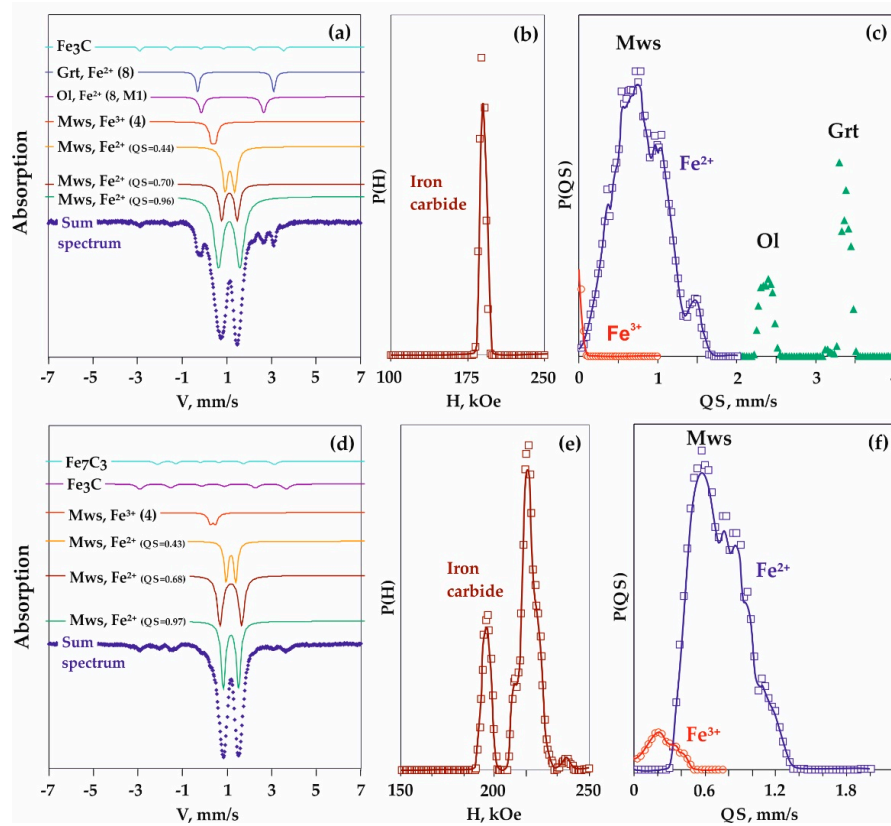 (a)
Fe₃C
Grt, Fe²⁺ (8)
Ol, Fe²⁺ (8, M1)
Mws, Fe³⁺ (4)
Mws, Fe²⁺ (QS=0.44)
Mws, Fe²⁺ (QS=0.70)
Mws, Fe²⁺ (QS=0.96)
Sum
spectrum
Absorption
-7 -5 -3 -1 1 3 5 7
V, mm/s
(b)
P(H)
Iron
carbide
100 175 250
H, kOe
(c)
Mws
Grt
Fe²⁺
Ol
Fe³⁺
P(QS)
0 1 2 3
QS, mm/s
(d)
Fe7C3
Fe₃C
Mws, Fe³⁺ (4)
Mws, Fe²⁺ (QS=0.43)
Mws, Fe²⁺ (QS=0.68)
Mws, Fe²⁺ (QS=0.97)
Sum
spectrum
Absorption
-7 -5 -3 -1 1 3 5 7
V, mm/s
(e)
P(H)
Iron
carbide
150 200 250
H, kOe
(f)
Mws
Fe²⁺
Fe³⁺
P(QS)
0 0.6 1.2 1.8
QS, mm/s